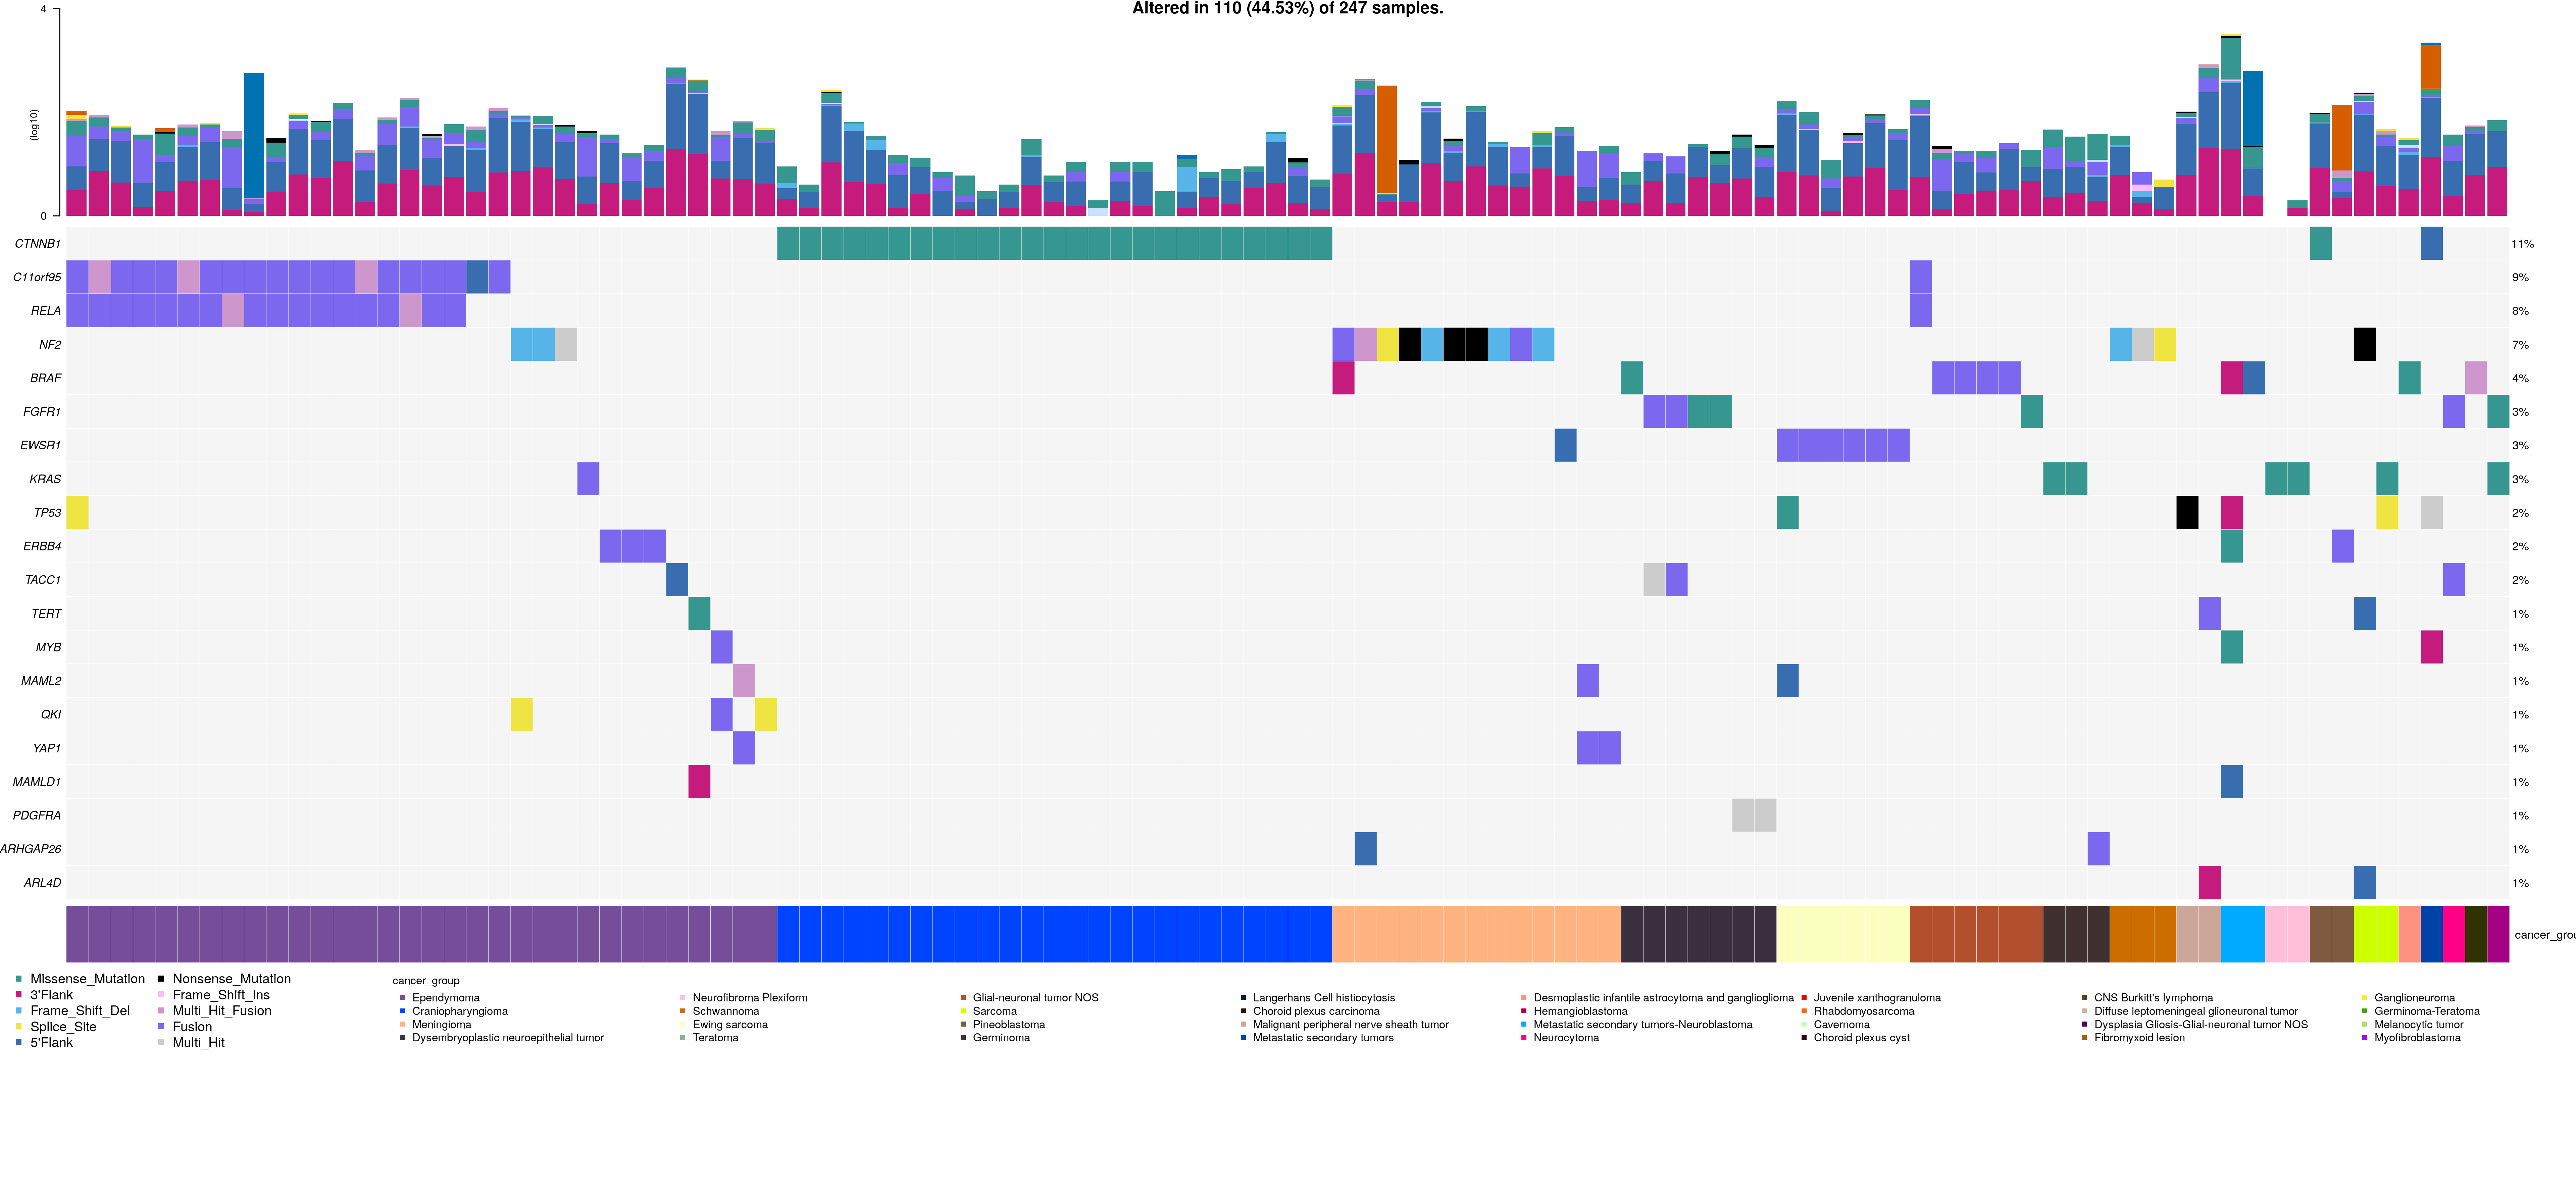 Altered in 110 (44.53%) of 247 samples.
4
(log10)
0
CTNNB1 11%
C11orf95 9%
RELA 8%
NF2 7%
BRAF 4%
FGFR1 3%
EWSR1 3%
KRAS 3%
TP53 2%
ERBB4 2%
TACC1 2%
TERT 1%
MYB 1%
MAML2 1%
QKI 1%
YAP1 1%
MAMLD1 1%
PDGFRA 1%
ARHGAP26 1%
ARL4D 1%
cancer_grou
Missense_Mutation Nonsense_Mutation
3'Flank Frame_Shift_Ins
Frame_Shift_Del Multi_Hit_Fusion
Splice_Site Fusion
5'Flank Multi_Hit
cancer_group
Ependymoma Neurofibroma Plexiform Glial-neuronal tumor NOS Langerhans Cell histiocytosis Desmoplastic infantile astrocytoma and ganglioglioma Juvenile xanthogranuloma CNS Burkitt's lymphoma Ganglioneuroma
Craniopharyngioma Schwannoma Sarcoma Choroid plexus carcinoma Hemangioblastoma Rhabdomyosarcoma Diffuse leptomeningeal glioneuronal tumor Germinoma-Teratoma
Meningioma Ewing sarcoma Pineoblastoma Malignant peripheral nerve sheath tumor Metastatic secondary tumors-Neuroblastoma Cavernoma Dysplasia Gliosis-Glial-neuronal tumor NOS Melanocytic tumor
Dysembryoplastic neuroepithelial tumor Teratoma Germinoma Metastatic secondary tumors Neurocytoma Choroid plexus cyst Fibromyxoid lesion Myofibroblastoma